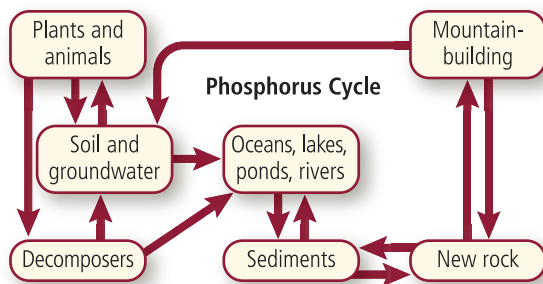 Plants and
animals
Mountain-
building
Phosphorus Cycle
Soil and
groundwater
Oceans, lakes,
ponds, rivers
Decomposers
Sediments
New rock